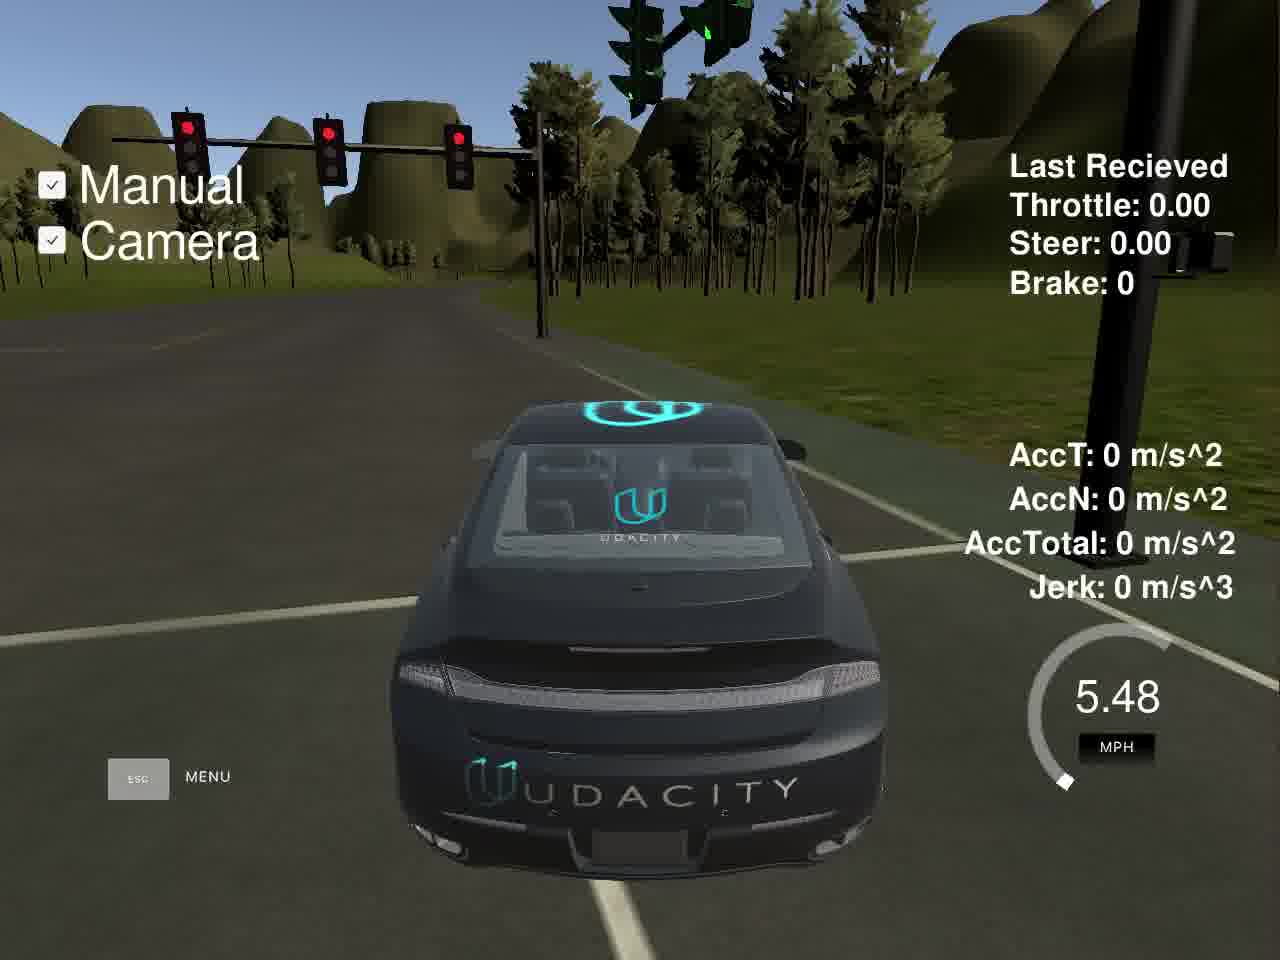 Manual
Camera
Last Recieved
Throttle: 0.00
Steer: 0.00
Brake: 0
AccT: 0 m/s^2
AccN: 0 m/s^2
AccTotal: 0 m/s^2
Jerk: 0 m/s^3
UDACITY
5.48
MPH
ESC MENU
UDACITY